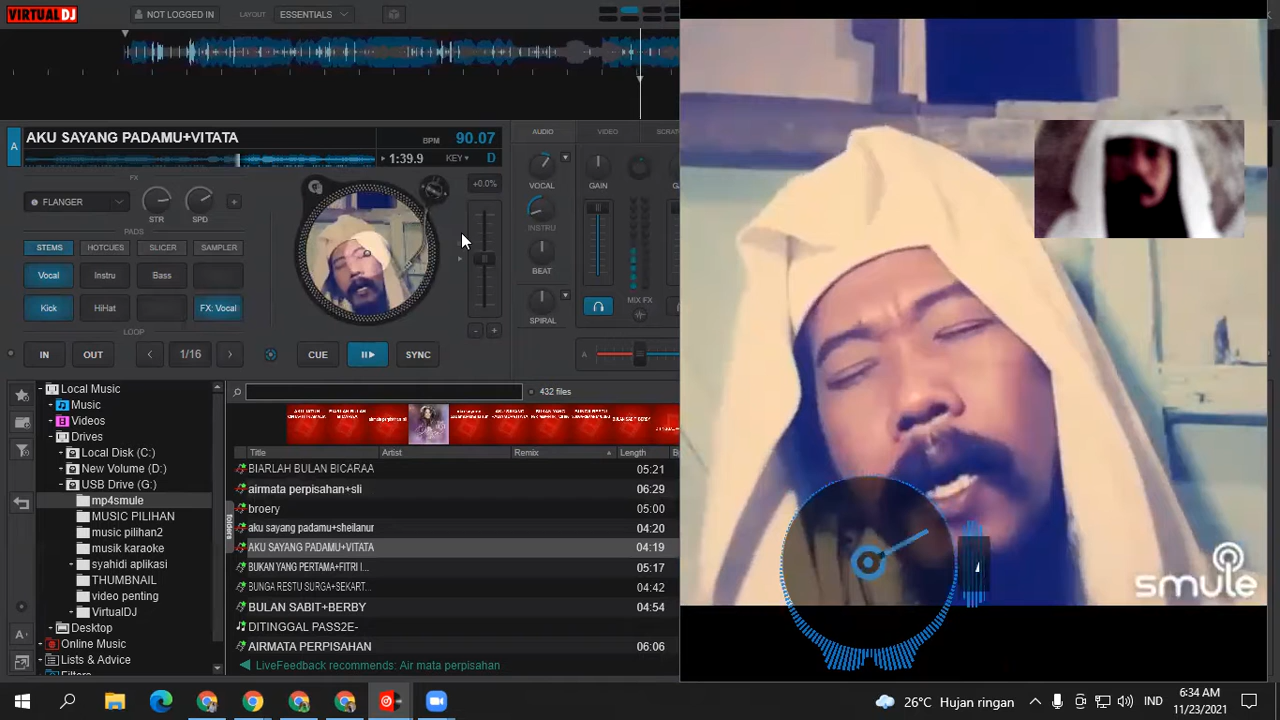 VIRTUAL DJ
NOT LOGGED IN
LAYOUT
ESSENTIALS
A
AKU SAYANG PADAMU+VITATA
BPM
90.07
- 1:39.9
KEY
D
AUDIO
VIDEO
SCRATC
FX
+0.0%
FLANGER
STR
SPD
VOCAL
GAIN
GA
INSTRU
BEAT
MIX FX
SPIRAL
PADS
STEMS
HOTCUES
SLICER
SAMPLER
Vocal
Instru
Bass
Kick
HiHat
FX: Vocal
LOOP
IN
OUT
1/16
CUE
SYNC
A
Local Music
Music
Videos
Drives
Local Disk (C:)
New Volume (D:)
USB Drive (G:)
mp4smule
MUSIC PILIHAN
music pilihan2
musik karaoke
syahidi aplikasi
THUMBNAIL
video penting
VirtualDJ
Desktop
Online Music
Lists & Advice
folders
432 files
Title
Artist
Remix
Length
BIARLAH BULAN BICARAA
05:21
airmata perpisahan+sli
06:29
broery
05:00
aku sayang padamu+sheilanur
04:20
AKU SAYANG PADAMU+VITATA
04:19
BUKAN YANG PERTAMA+FITRI I...
05:17
BUNGA RESTU SURGA+SEKART...
04:42
BULAN SABIT+BERBY
04:54
DITINGGAL PASS2E-
AIRMATA PERPISAHAN
06:06
LiveFeedback recommends: Air mata perpisahan
smule
26°C Hujan ringan
IND
6:34 AM
11/23/2021